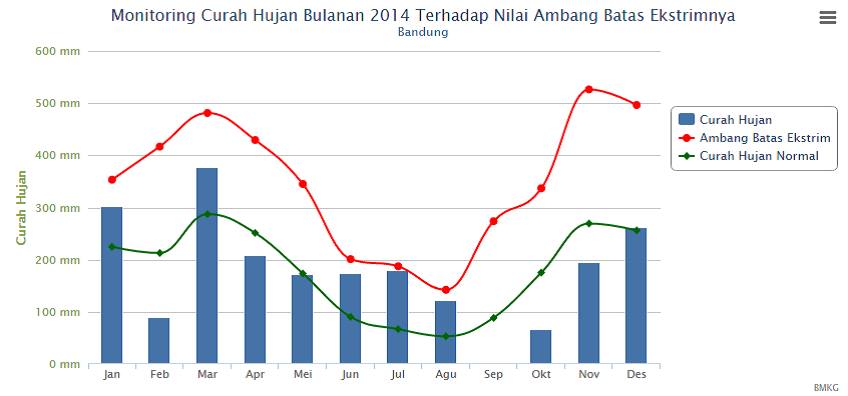 Monitoring Curah Hujan Bulanan 2014 Terhadap Nilai Ambang Batas Ekstrimnya
Bandung
600 mm
500 mm
400 mm
300 mm
200 mm
100 mm
0 mm
Curah Hujan
Jan Feb Mar Apr Mei Jun Jul Agu Sep Okt Nov Des
Curah Hujan
Ambang Batas Ekstrim
Curah Hujan Normal
BMKG